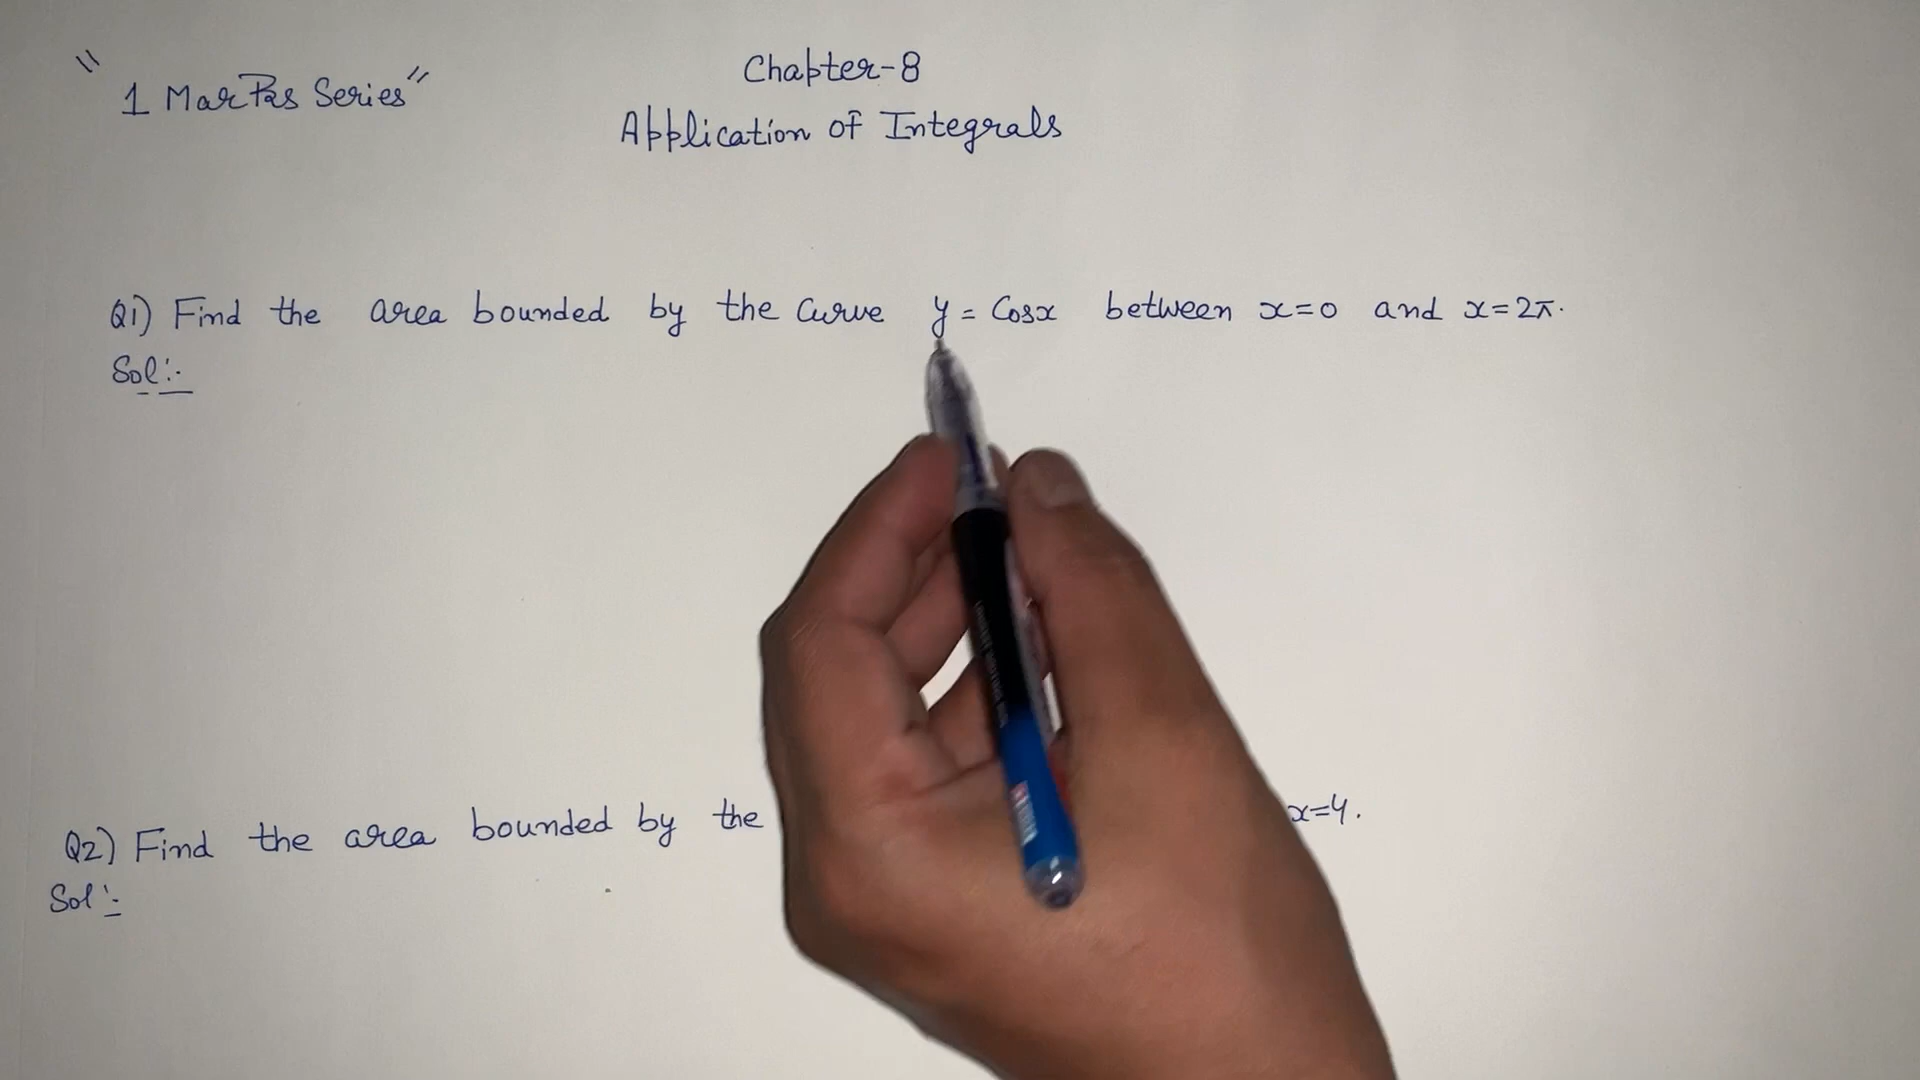 "1 Marks Series"
Chapter-8
Application of Integrals
Q1) Find the area bounded by the Curve y = Cosx between x=0 and x=2π.
Sol:-
Q2) Find the area bounded by the x=4.
Sol:-